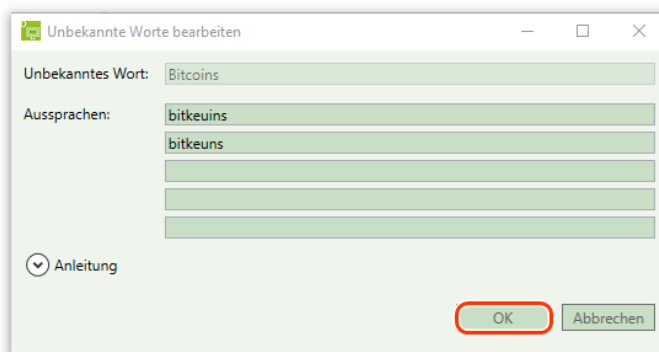 Unbekannte Worte bearbeiten
Unbekanntes Wort: Bitcoins
Aussprachen: bitkeuins
bitkeuns
Anleitung
OK Abbrechen